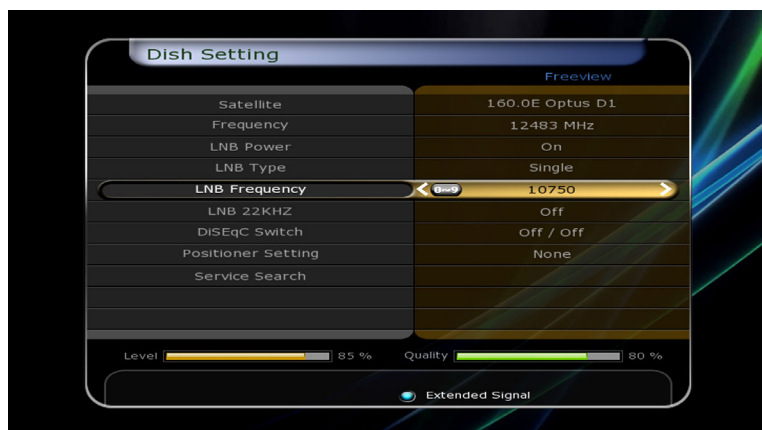 Dish Setting
Freeview
Satellite 160.0E Optus D1
Frequency 12483 MHz
LNB Power On
LNB Type Single
LNB Frequency 0~9 10750
LNB 22KHZ Off
DiSEqC Switch Off / Off
Positioner Setting None
Service Search
Level 85 % Quality 80 %
Extended Signal